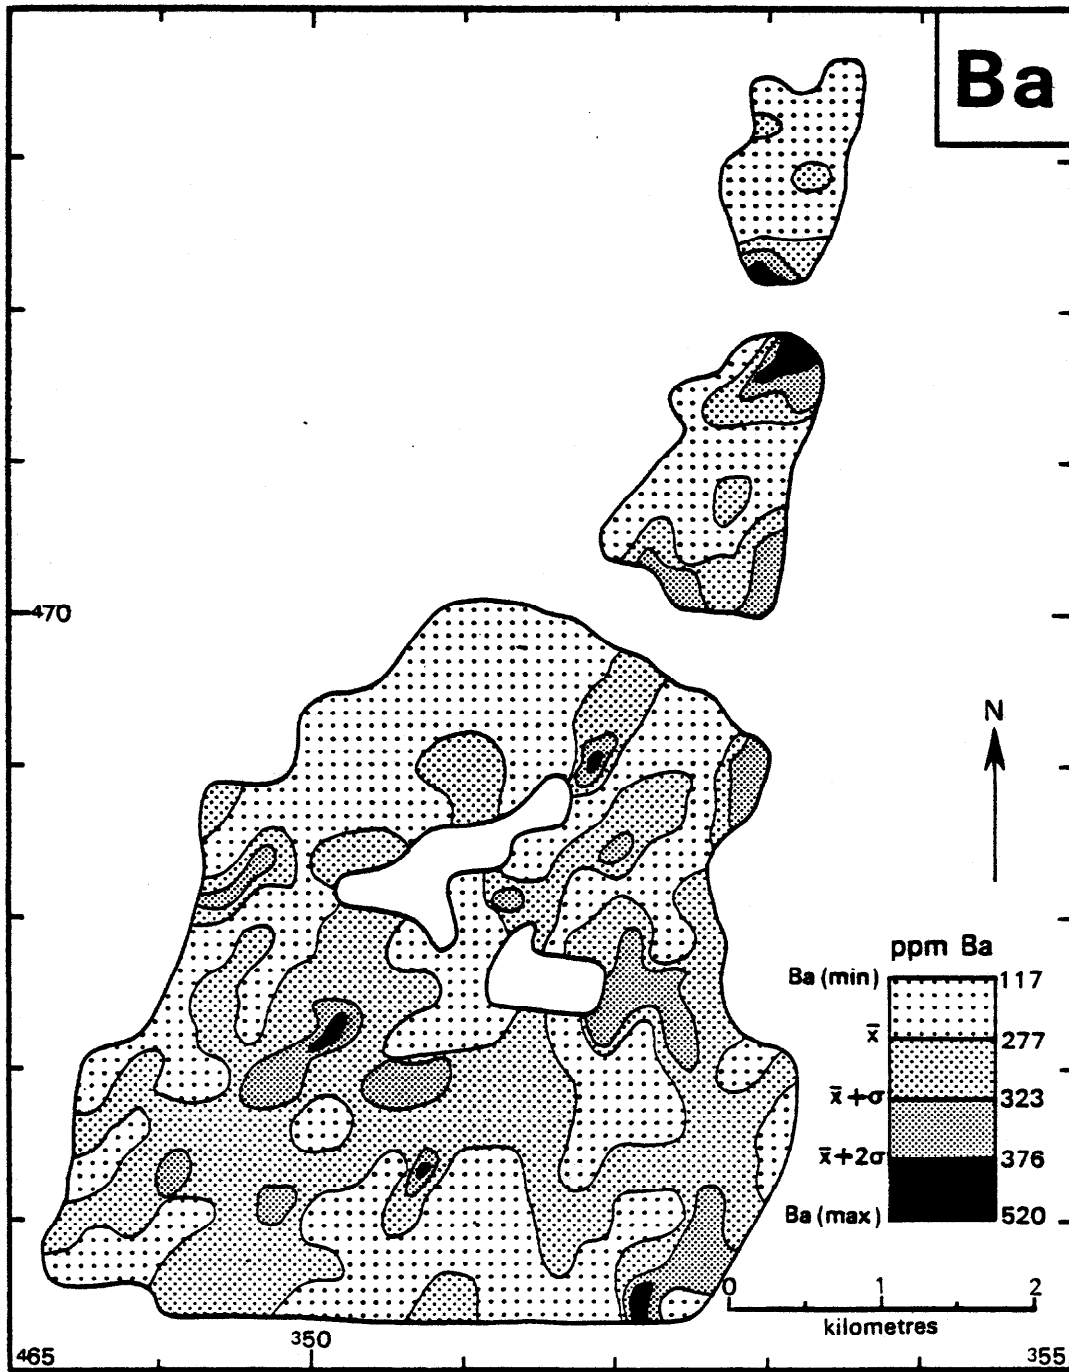 Ba
470
N
ppm Ba
Ba (min) 117
x̄ 277
x̄+σ 323
x̄+2σ 376
Ba (max) 520
0 1 2
kilometres
350
465 355